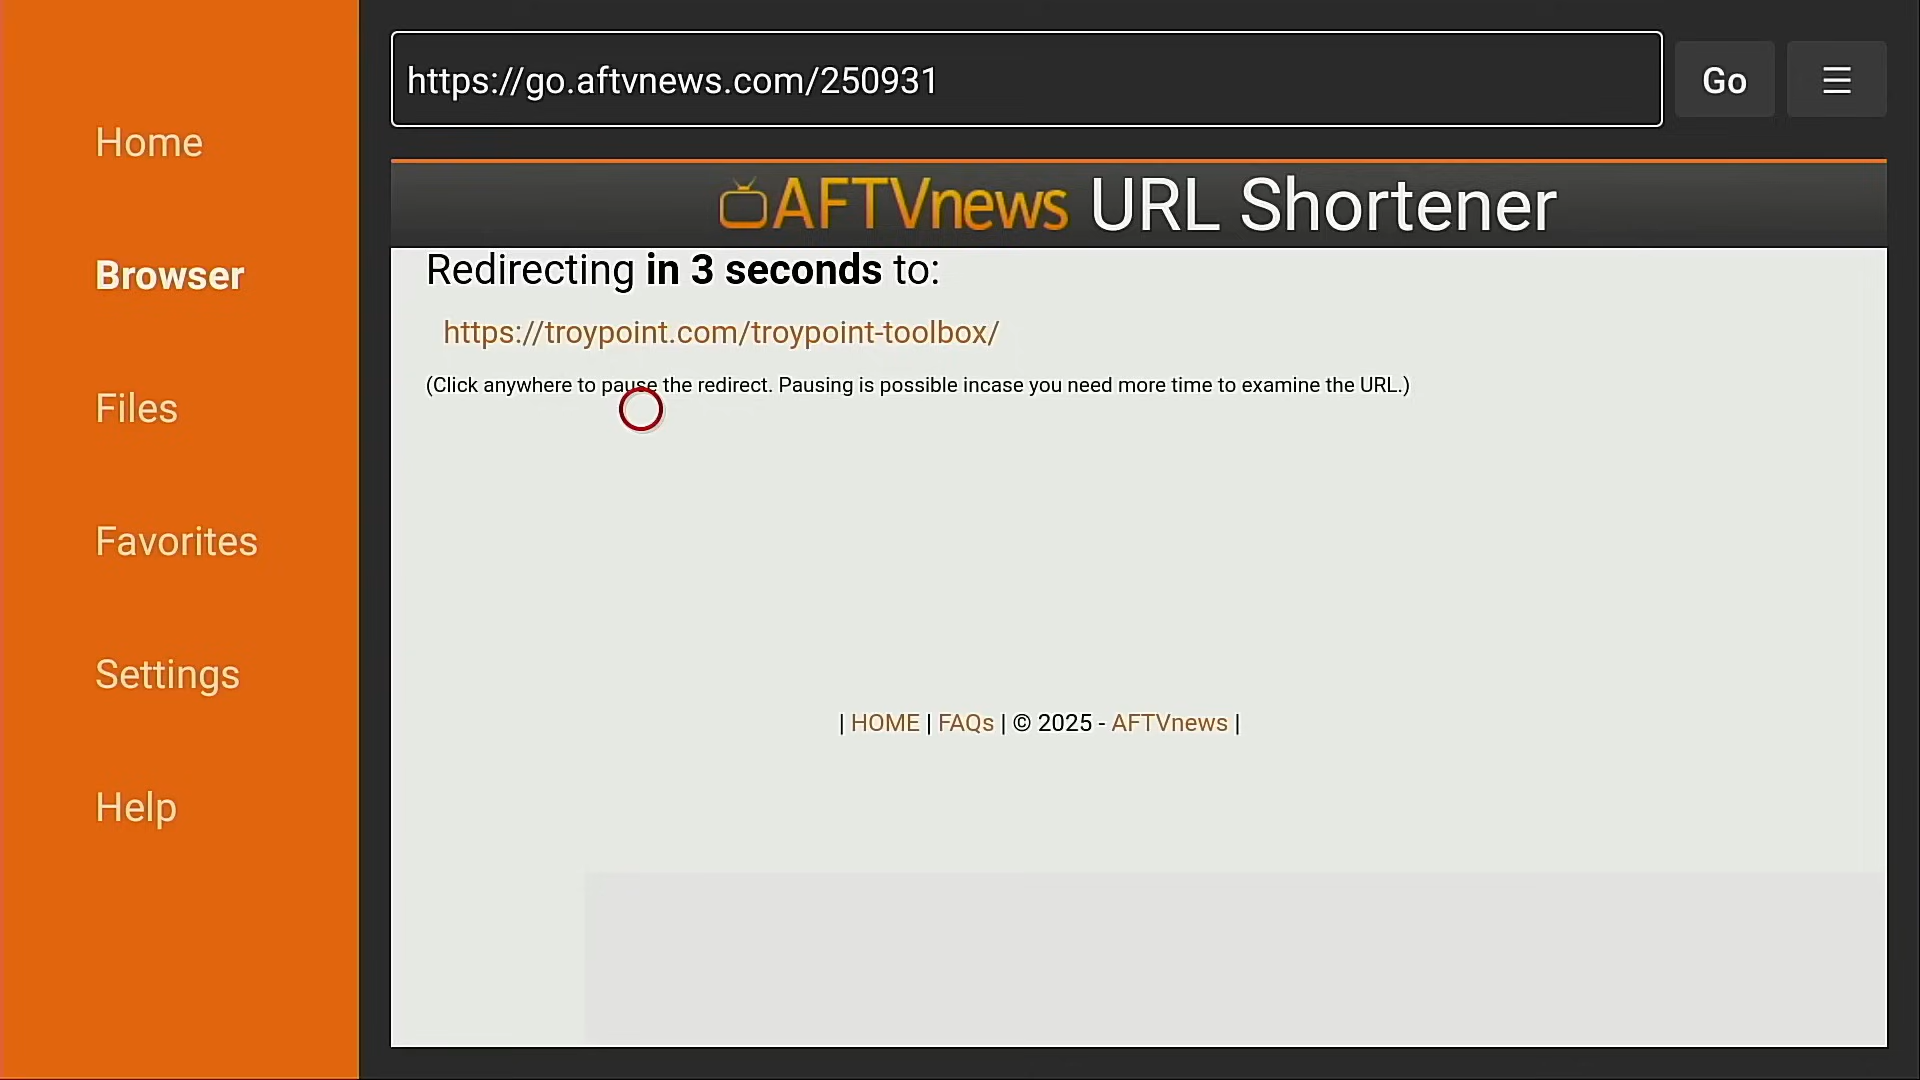 https://go.aftvnews.com/250931
Go
☰
Home
Browser
Files
Favorites
Settings
Help
AFTVnews URL Shortener
Redirecting in 3 seconds to:
https://troypoint.com/troypoint-toolbox/
(Click anywhere to pause the redirect. Pausing is possible incase you need more time to examine the URL.)
| HOME | FAQs | © 2025 - AFTVnews |